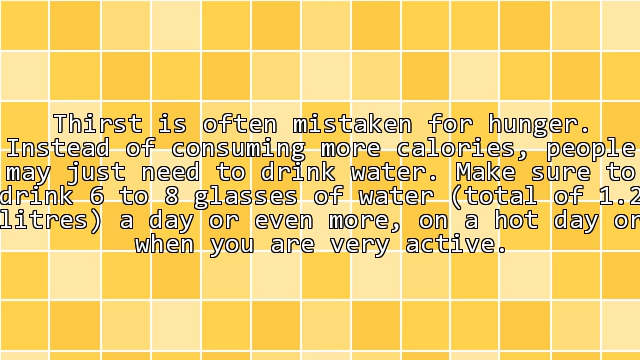 Thirst is often mistaken for hunger.
Instead of consuming more calories, people
may just need to drink water. Make sure to
drink 6 to 8 glasses of water (total of 1.2
litres) a day or even more, on a hot day or
when you are very active.